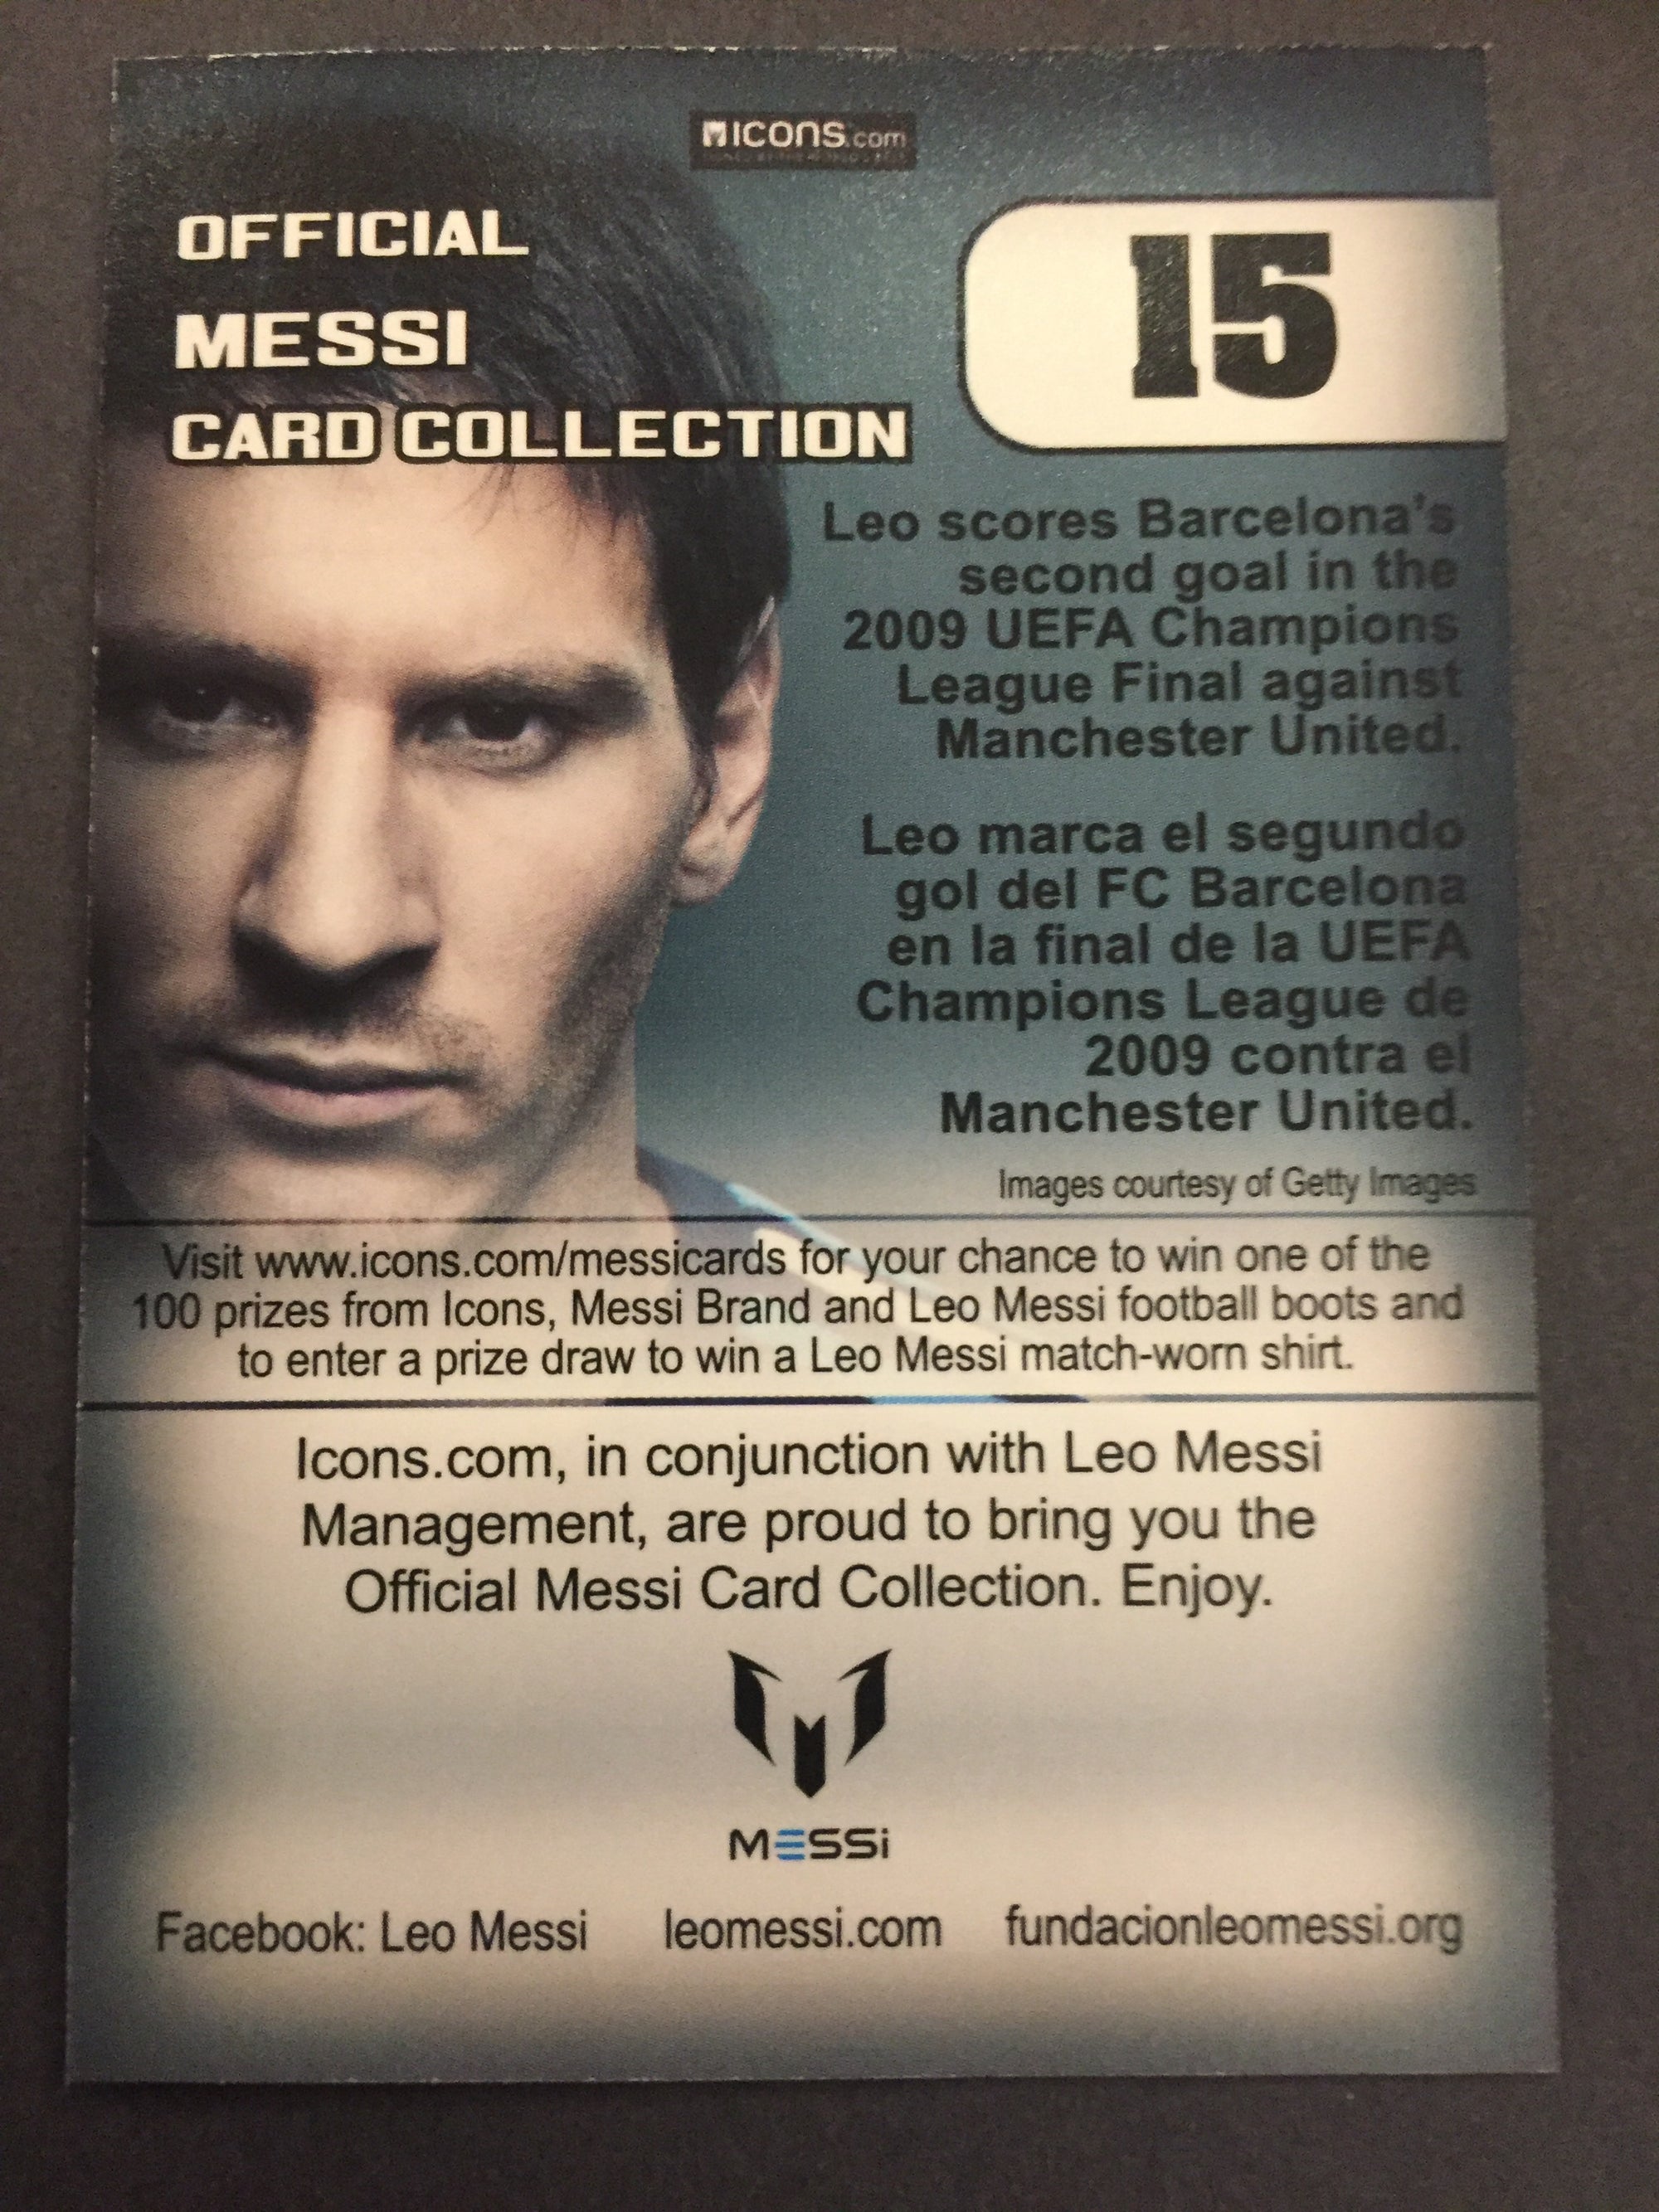 ICONS.com
OFFICIAL
MESSI
CARD COLLECTION
15
Leo scores Barcelona's
second goal in the
2009 UEFA Champions
League Final against
Manchester United.
Leo marca el segundo
gol del FC Barcelona
en la final de la UEFA
Champions League de
2009 contra el
Manchester United.
Images courtesy of Getty Images
Visit www.icons.com/messicards for your chance to win one of the
100 prizes from Icons, Messi Brand and Leo Messi football boots and
to enter a prize draw to win a Leo Messi match-worn shirt.
Icons.com, in conjunction with Leo Messi
Management, are proud to bring you the
Official Messi Card Collection. Enjoy.
MESSi
Facebook: Leo Messi leomessi.com fundacionleomessi.org